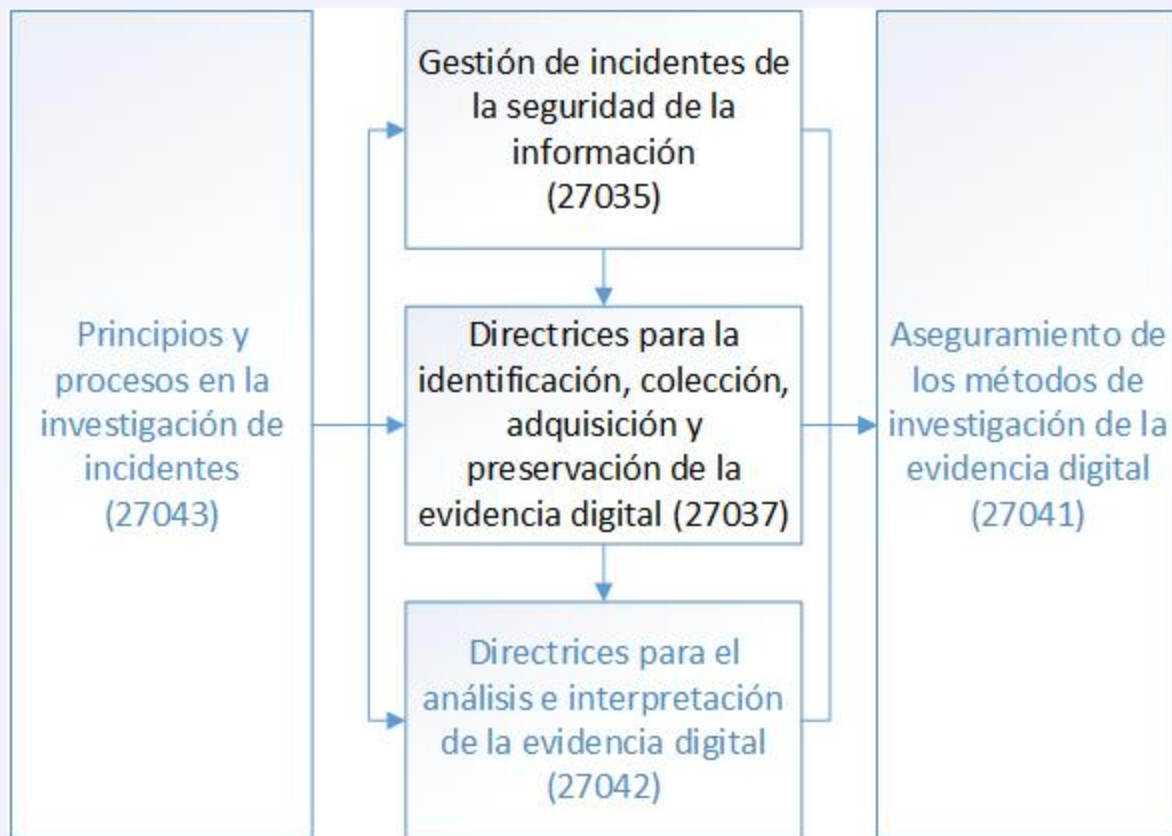 Principios y
procesos en la
investigación de
incidentes
(27043)
Gestión de incidentes de
la seguridad de la
información
(27035)
Directrices para la
identificación, colección,
adquisición y
preservación de la
evidencia digital (27037)
Directrices para el
análisis e interpretación
de la evidencia digital
(27042)
Aseguramiento de
los métodos de
investigación de la
evidencia digital
(27041)